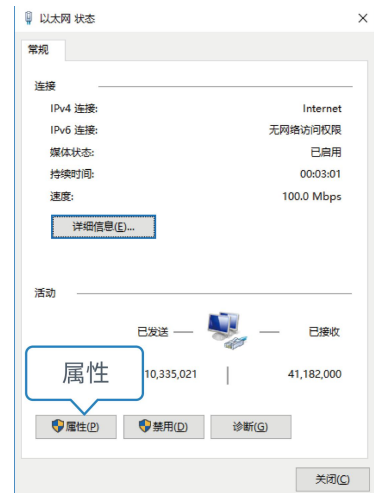 以太网 状态
常规
连接
IPv4 连接: Internet
IPv6 连接: 无网络访问权限
媒体状态: 已启用
持续时间: 00:03:01
速度: 100.0 Mbps
详细信息(E)...
活动
已发送 — — 已接收
属性
10,335,021 | 41,182,000
属性(P) 禁用(D) 诊断(G)
关闭(C)